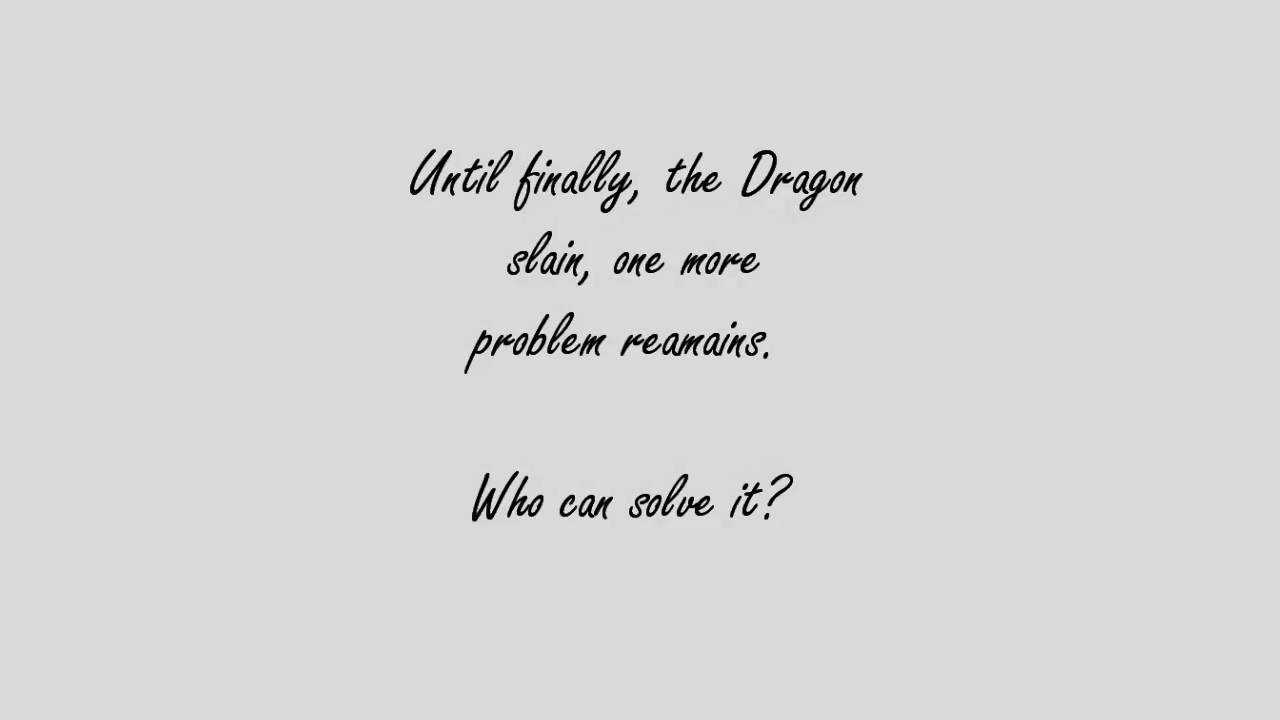 Until finally, the Dragon
slain, one more
problem reamains.
Who can solve it?